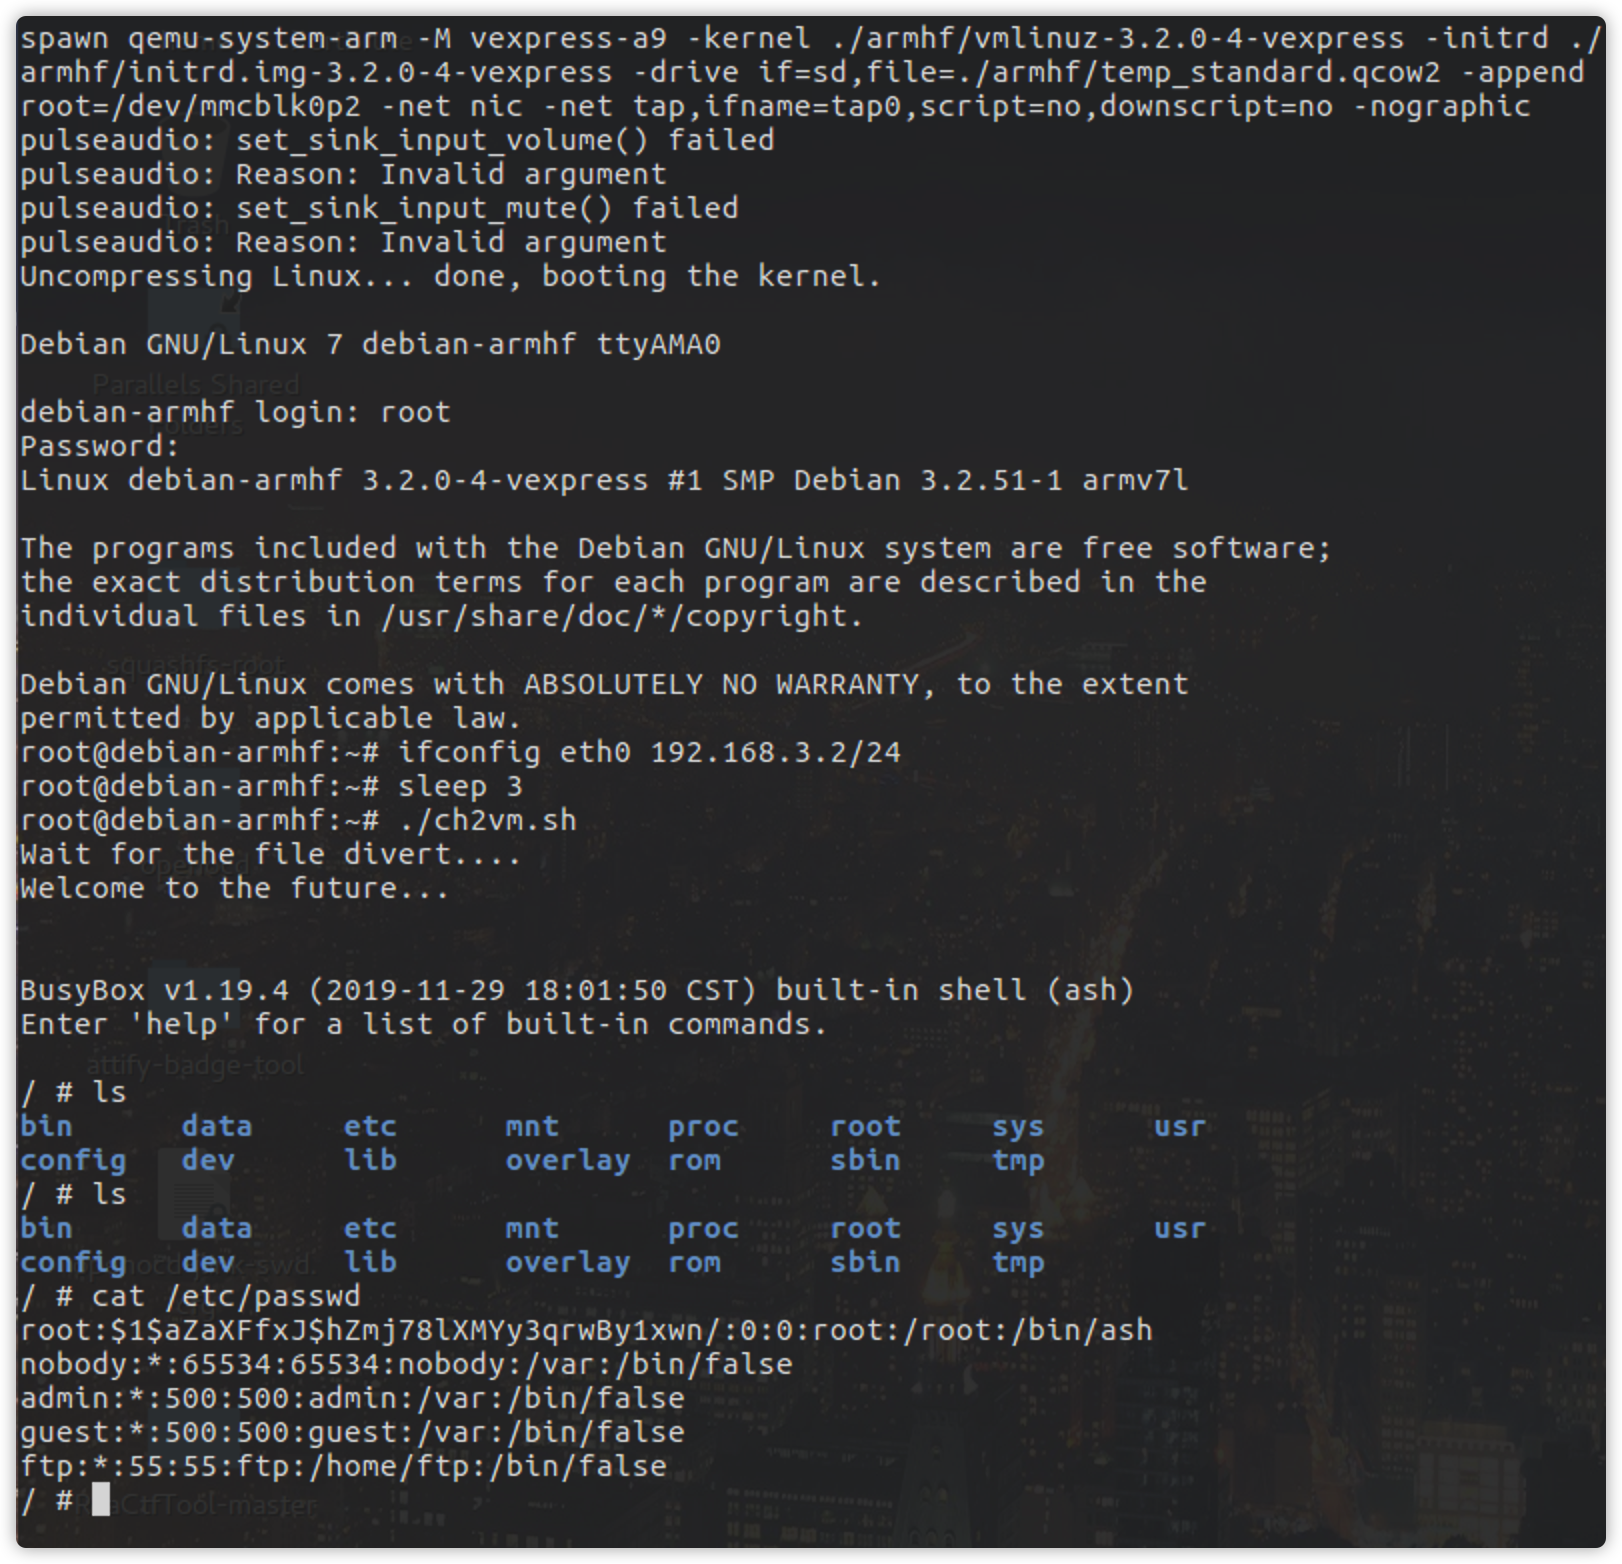 spawn qemu-system-arm -M vexpress-a9 -kernel ./armhf/vmlinuz-3.2.0-4-vexpress -initrd ./
armhf/initrd.img-3.2.0-4-vexpress -drive if=sd,file=./armhf/temp_standard.qcow2 -append
root=/dev/mmcblk0p2 -net nic -net tap,ifname=tap0,script=no,downscript=no -nographic
pulseaudio: set_sink_input_volume() failed
pulseaudio: Reason: Invalid argument
pulseaudio: set_sink_input_mute() failed
Trash
pulseaudio: Reason: Invalid argument
Uncompressing Linux... done, booting the kernel.
Debian GNU/Linux 7 debian-armhf ttyAMA0
Parallels Shared
debian-armhf login: root
Folders
Password:
Linux debian-armhf 3.2.0-4-vexpress #1 SMP Debian 3.2.51-1 armv7l
The programs included with the Debian GNU/Linux system are free software;
the exact distribution terms for each program are described in the
individual files in /usr/share/doc/*/copyright.
squashfs-root
Debian GNU/Linux comes with ABSOLUTELY NO WARRANTY, to the extent
permitted by applicable law.
root@debian-armhf:~# ifconfig eth0 192.168.3.2/24
root@debian-armhf:~# sleep 3
root@debian-armhf:~# ./ch2vm.sh
Wait for the file divert....
Welcome to the future...
BusyBox v1.19.4 (2019-11-29 18:01:50 CST) built-in shell (ash)
Enter 'help' for a list of built-in commands.
attify-badge-tool
/ # ls
bin data etc mnt proc root sys usr
config dev lib overlay rom sbin tmp
/ # ls
bin data etc mnt proc root sys usr
config dev lib overlay rom sbin tmp
/ # cat /etc/passwd
root:$1$aZaXFfxJ$hZmj78lXMYy3qrwBy1xwn/:0:0:root:/root:/bin/ash
nobody:*:65534:65534:nobody:/var:/bin/false
admin:*:500:500:admin:/var:/bin/false
guest:*:500:500:guest:/var:/bin/false
ftp:*:55:55:ftp:/home/ftp:/bin/false
/ #
RsaCtfTool-master